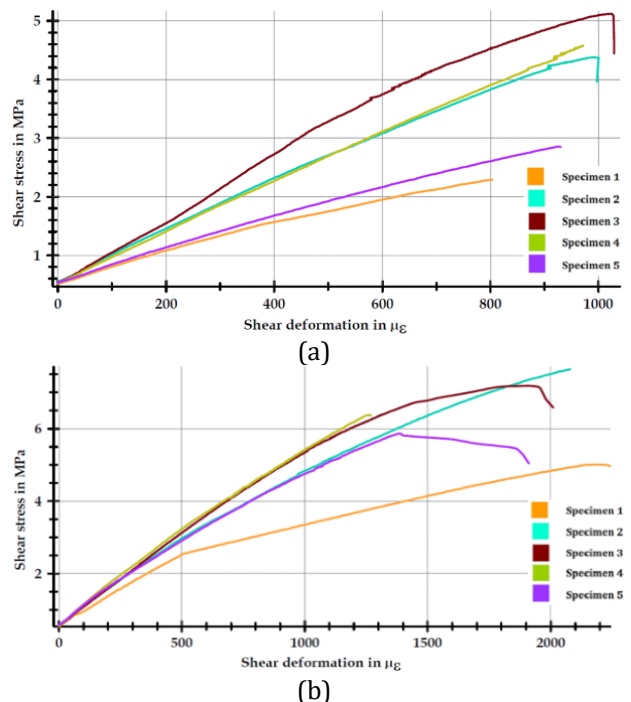 5
4
3
2
1
Shear stress in MPa
Specimen 1
Specimen 2
Specimen 3
Specimen 4
Specimen 5
0 200 400 600 800 1000
Shear deformation in με
(a)
6
4
2
Shear stress in MPa
Specimen 1
Specimen 2
Specimen 3
Specimen 4
Specimen 5
0 500 1000 1500 2000
Shear deformation in με
(b)